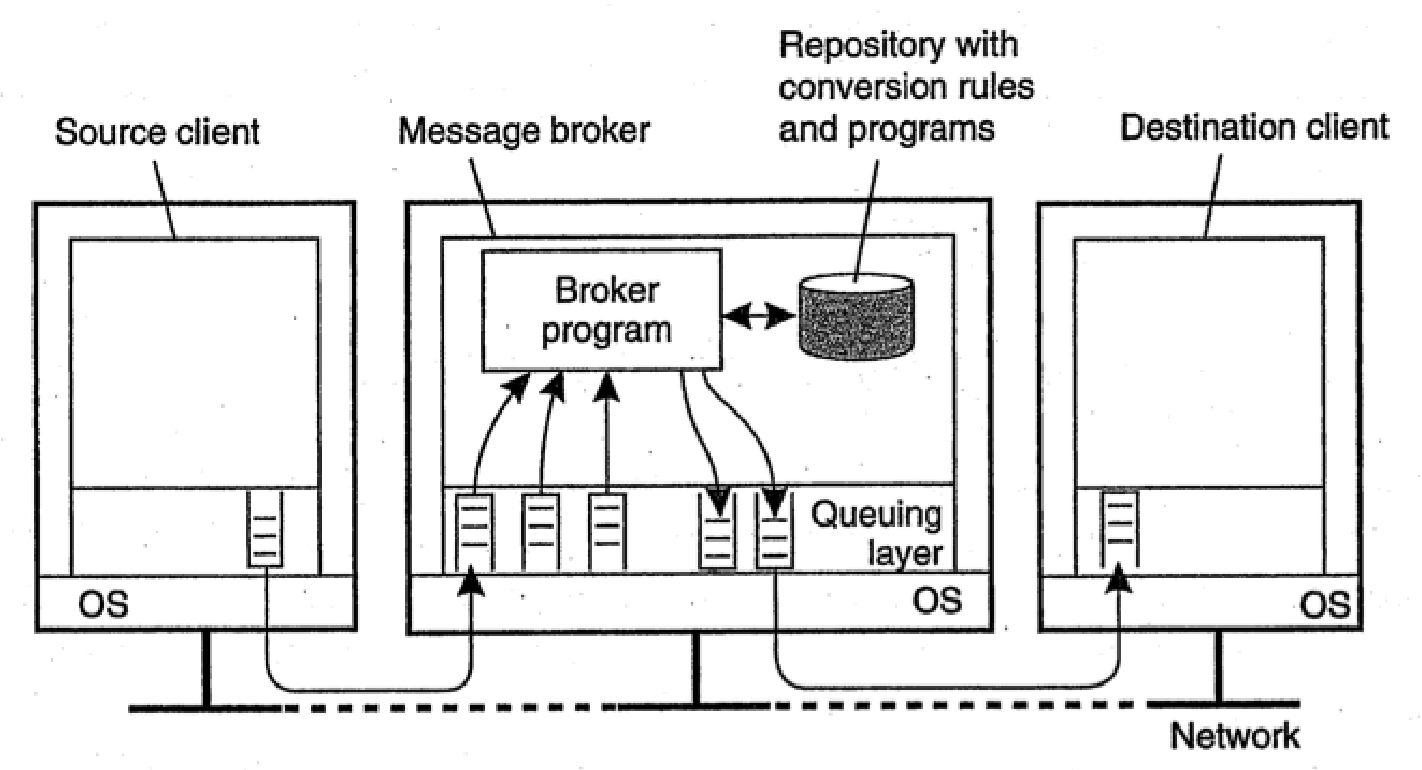 Repository with
conversion rules
and programs
Source client
Message broker
Destination client
Broker
program
Queuing
layer
OS
OS
OS
Network